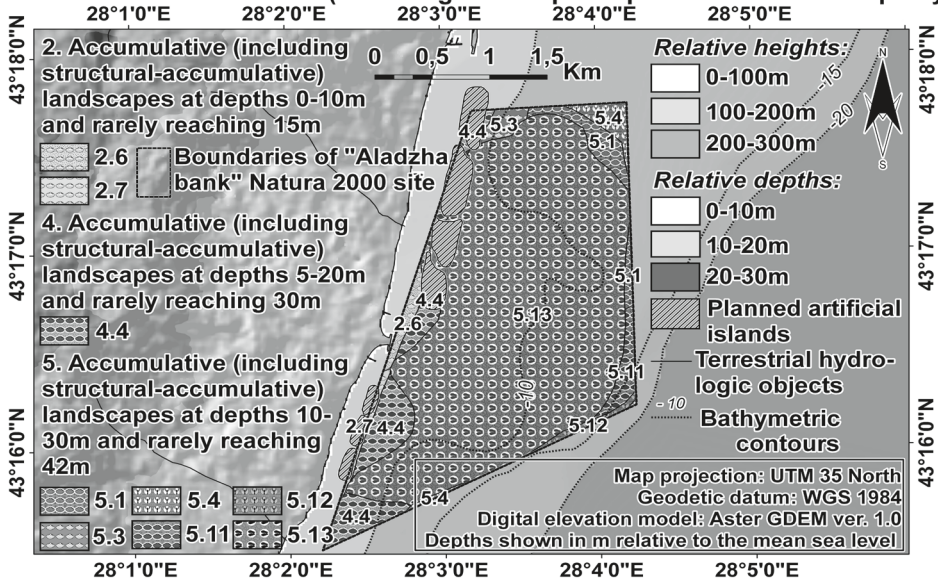 28°1'0"E 28°2'0"E 28°3'0"E 28°4'0"E 28°5'0"E
43°18'0"N
43°17'0"N
43°16'0"N
2. Accumulative (including
structural-accumulative)
landscapes at depths 0-10m
and rarely reaching 15m
2.6
2.7
Boundaries of "Aladzha
bank" Natura 2000 site
4. Accumulative (including
structural-accumulative)
landscapes at depths 5-20m
and rarely reaching 30m
4.4
5. Accumulative (including
structural-accumulative)
landscapes at depths 10-
30m and rarely reaching
42m
5.1 5.4 5.12
5.3 5.11 5.13
0 0,5 1 1,5
Km
4.4
5.3
5.4
5.1
5.1
4.4
2.6
5.13
5.11
-10
2.7
4.4
5.12
5.4
4.4
-15
-20
N
S
Relative heights:
0-100m
100-200m
200-300m
Relative depths:
0-10m
10-20m
20-30m
Planned artificial
islands
Terrestrial hydro-
logic objects
- 10
Bathymetric
contours
Map projection: UTM 35 North
Geodetic datum: WGS 1984
Digital elevation model: Aster GDEM ver. 1.0
Depths shown in m relative to the mean sea level
43°18'0"N
43°17'0"N
43°16'0"N
28°1'0"E 28°2'0"E 28°3'0"E 28°4'0"E 28°5'0"E